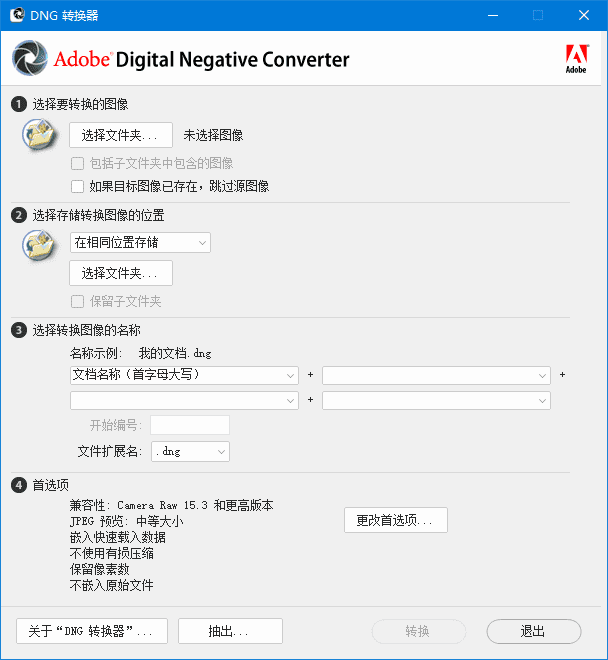 DNG 转换器
Adobe® Digital Negative Converter
Adobe
1 选择要转换的图像
选择文件夹... 未选择图像
包括子文件夹中包含的图像
如果目标图像已存在，跳过源图像
2 选择存储转换图像的位置
在相同位置存储
选择文件夹...
保留子文件夹
3 选择转换图像的名称
名称示例: 我的文档.dng
文档名称（首字母大写） + +
+
开始编号:
文件扩展名: .dng
4 首选项
兼容性: Camera Raw 15.3 和更高版本
JPEG 预览: 中等大小
更改首选项...
嵌入快速载入数据
不使用有损压缩
保留像素数
不嵌入原始文件
关于“DNG 转换器”... 抽出... 转换 退出